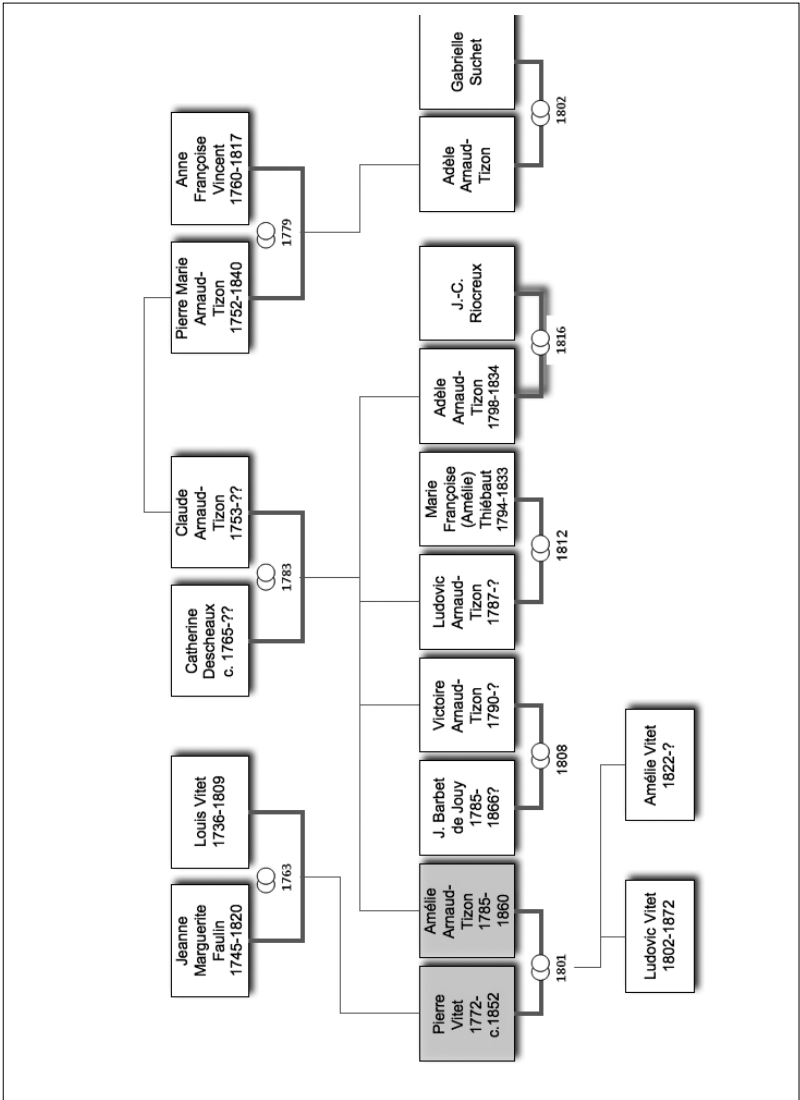 Jeanne
Marguerite
Faulin
1745-1820
1763
Louis Vitet
1736-1809
Catherine
Descheaux
c. 1765-??
1783
Claude
Arnaud-
Tizon
1753-??
Pierre Marie
Arnaud-
Tizon
1752-1840
1779
Anne
Françoise
Vincent
1760-1817
Pierre
Vitet
1772-
c.1852
1801
Amélie
Arnaud-
Tizon
1785-
1860
J. Barbet
de Jouy
1785-
1866?
1808
Victoire
Arnaud-
Tizon
1790-?
Ludovic
Arnaud-
Tizon
1787-?
1812
Marie
Françoise
(Amélie)
Thiébaut
1794-1833
Adèle
Arnaud-
Tizon
1798-1834
1816
J.-C.
Riocreux
Adèle
Arnaud-
Tizon
1802
Gabrielle
Suchet
Ludovic Vitet
1802-1872
Amélie Vitet
1822-?